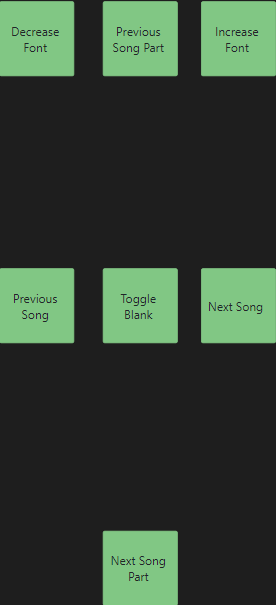 Decrease
Font
Previous
Song Part
Increase
Font
Previous
Song
Toggle
Blank
Next Song
Next Song
Part